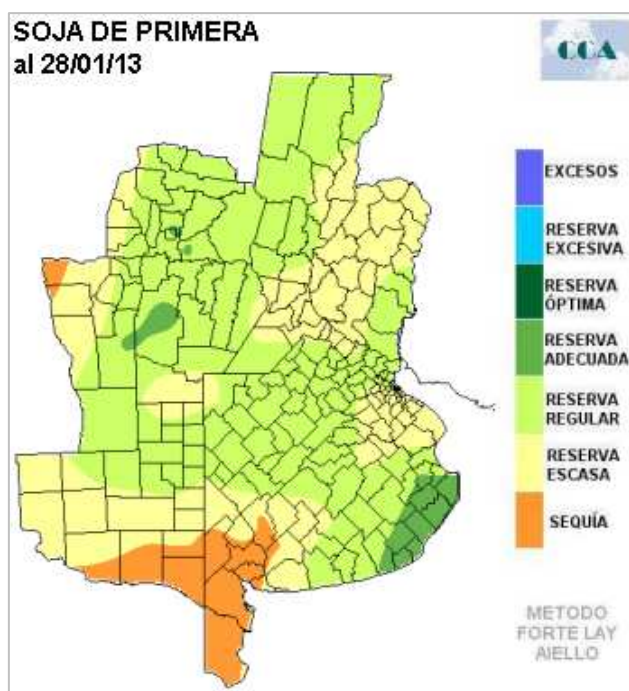 SOJA DE PRIMERA
al 28/01/13
CCA
EXCESOS
RESERVA
EXCESIVA
RESERVA
ÓPTIMA
RESERVA
ADECUADA
RESERVA
REGULAR
RESERVA
ESCASA
SEQUÍA
METODO
FORTE LAY
AIELLO